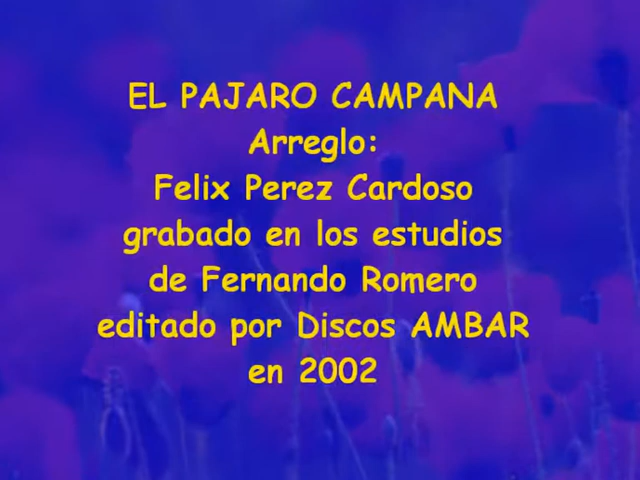 EL PAJARO CAMPANA
Arreglo:
Felix Perez Cardoso
grabado en los estudios
de Fernando Romero
editado por Discos AMBAR
en 2002